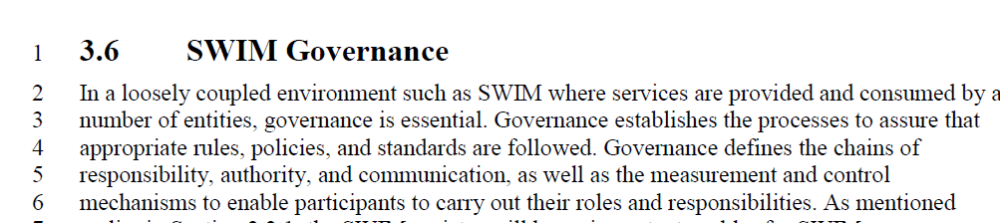 1 3.6 SWIM Governance
2 In a loosely coupled environment such as SWIM where services are provided and consumed by a
3 number of entities, governance is essential. Governance establishes the processes to assure that
4 appropriate rules, policies, and standards are followed. Governance defines the chains of
5 responsibility, authority, and communication, as well as the measurement and control
6 mechanisms to enable participants to carry out their roles and responsibilities. As mentioned